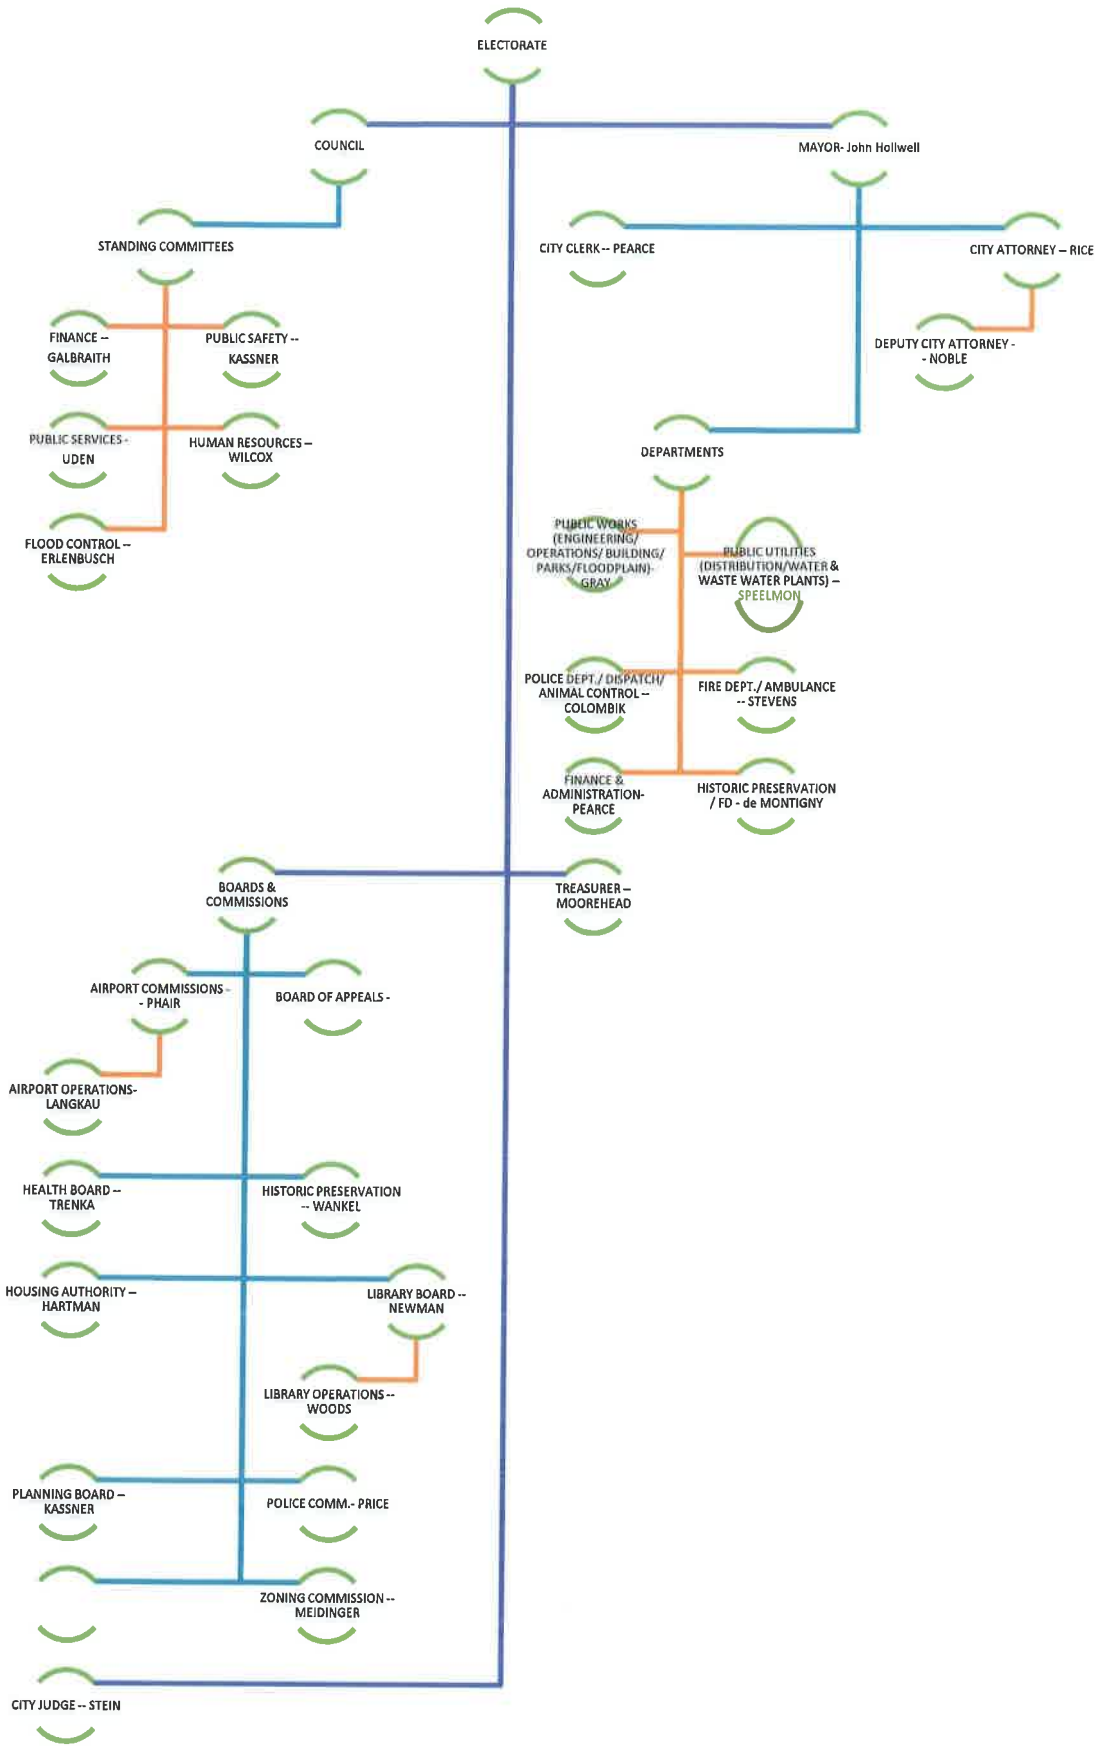 ELECTORATE
COUNCIL
MAYOR- John Hollwell
STANDING COMMITTEES
CITY CLERK -- PEARCE
CITY ATTORNEY -- RICE
FINANCE --
GALBRAITH
PUBLIC SAFETY --
KASSNER
DEPUTY CITY ATTORNEY -
- NOBLE
PUBLIC SERVICES -
UDEN
HUMAN RESOURCES --
WILCOX
DEPARTMENTS
FLOOD CONTROL --
ERLENBUSCH
PUBLIC WORKS
(ENGINEERING/
OPERATIONS/ BUILDING/
PARKS/FLOODPLAIN)-
GRAY
PUBLIC UTILITIES
(DISTRIBUTION/WATER &
WASTE WATER PLANTS) --
SPEELMON
POLICE DEPT./ DISPATCH/
ANIMAL CONTROL --
COLOMBIK
FIRE DEPT./ AMBULANCE
-- STEVENS
FINANCE &
ADMINISTRATION-
PEARCE
HISTORIC PRESERVATION
/ FD - de MONTIGNY
BOARDS &
COMMISSIONS
TREASURER --
MOOREHEAD
AIRPORT COMMISSIONS -
- PHAIR
BOARD OF APPEALS -
AIRPORT OPERATIONS-
LANGKAU
HEALTH BOARD --
TRENKA
HISTORIC PRESERVATION
-- WANKEL
HOUSING AUTHORITY --
HARTMAN
LIBRARY BOARD --
NEWMAN
LIBRARY OPERATIONS --
WOODS
PLANNING BOARD --
KASSNER
POLICE COMM.- PRICE
ZONING COMMISSION --
MEIDINGER
CITY JUDGE -- STEIN